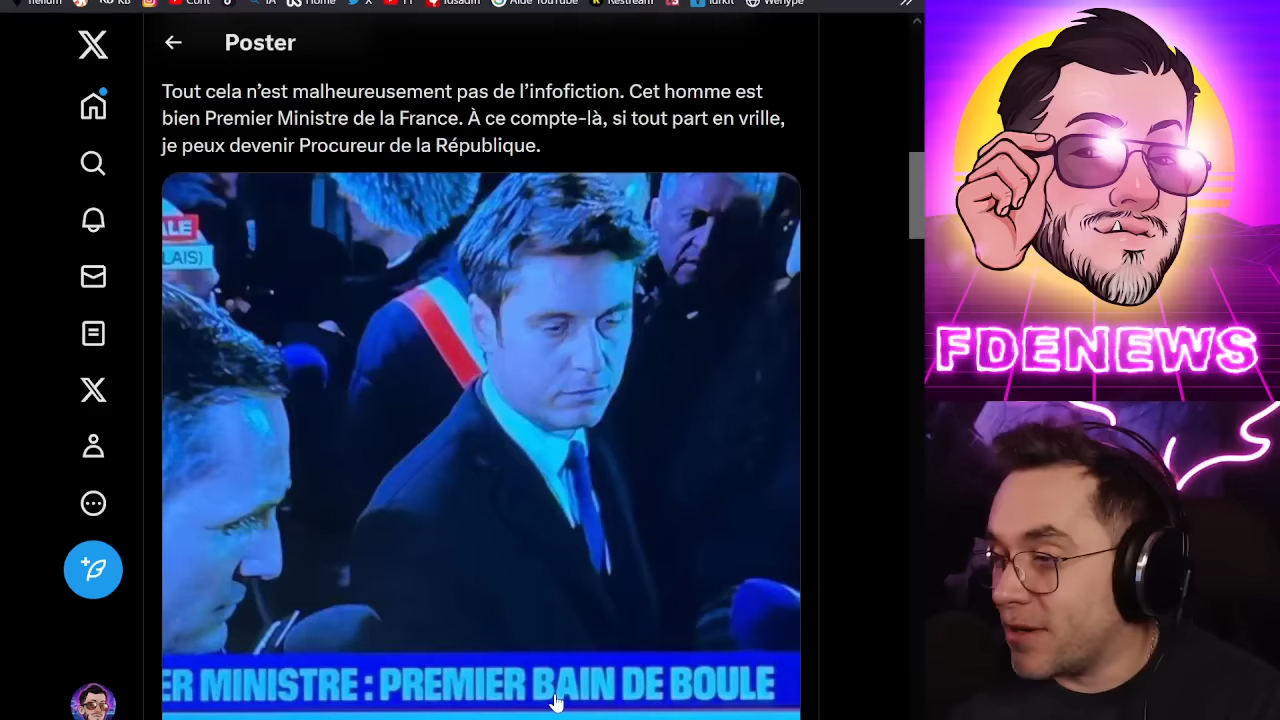 Poster
Tout cela n’est malheureusement pas de l’infofiction. Cet homme est
bien Premier Ministre de la France. À ce compte-là, si tout part en vrille,
je peux devenir Procureur de la République.
ALE
LAIS)
ER MINISTRE : PREMIER BAIN DE BOULE
FDENEWS